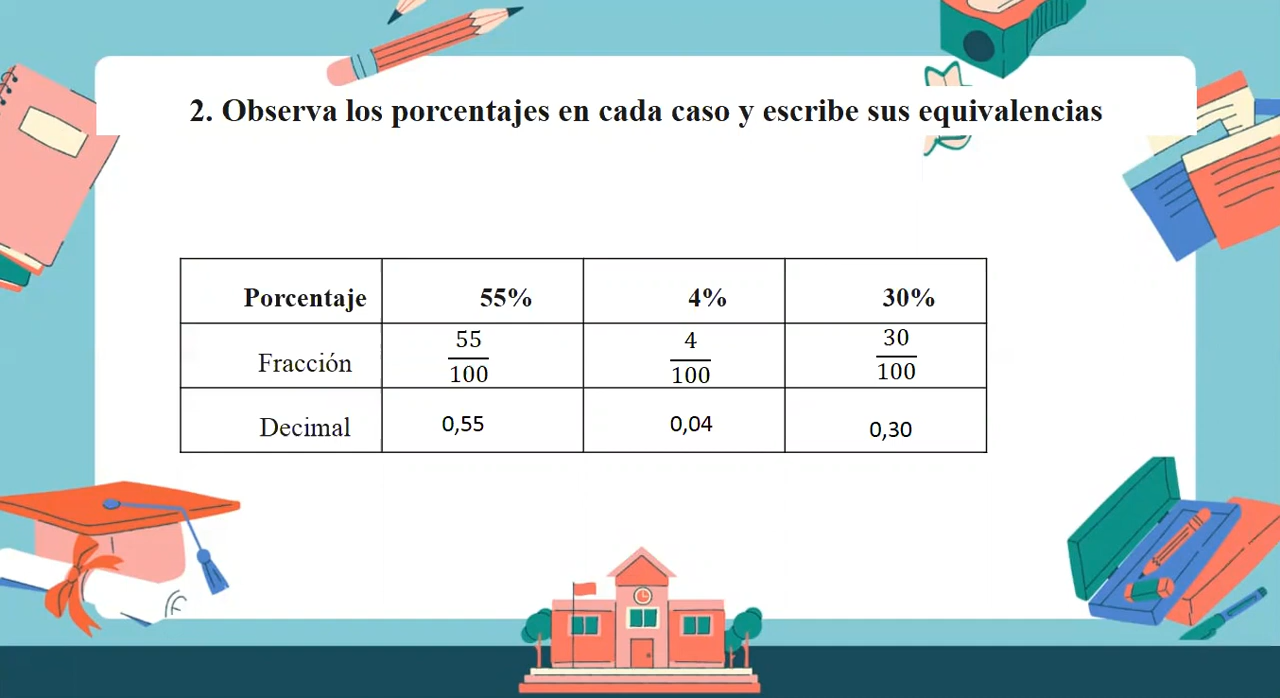 2. Observa los porcentajes en cada caso y escribe sus equivalencias
Porcentaje 55% 4% 30%
Fracción 55/100 4/100 30/100
Decimal 0,55 0,04 0,30